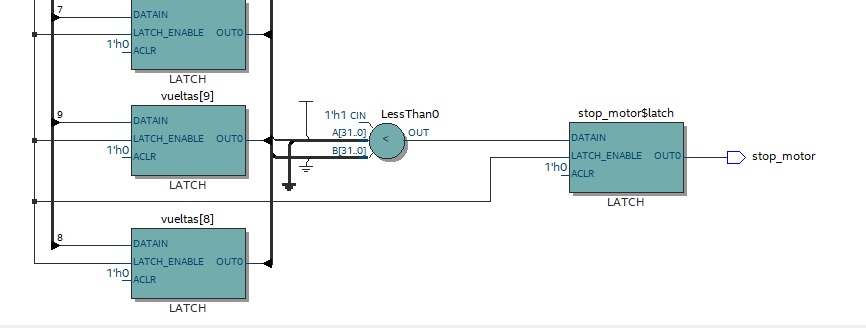 7
DATAIN
LATCH_ENABLE OUT0
1'h0 ACLR
LATCH
vueltas[9]
9
DATAIN
LATCH_ENABLE OUT0
1'h0 ACLR
LATCH
LessThan0
1'h1 CIN
A[31..0]
B[31..0]
< OUT
stop_motor$latch
DATAIN
LATCH_ENABLE OUT0
1'h0 ACLR
LATCH
stop_motor
vueltas[8]
8
DATAIN
LATCH_ENABLE OUT0
1'h0 ACLR
LATCH